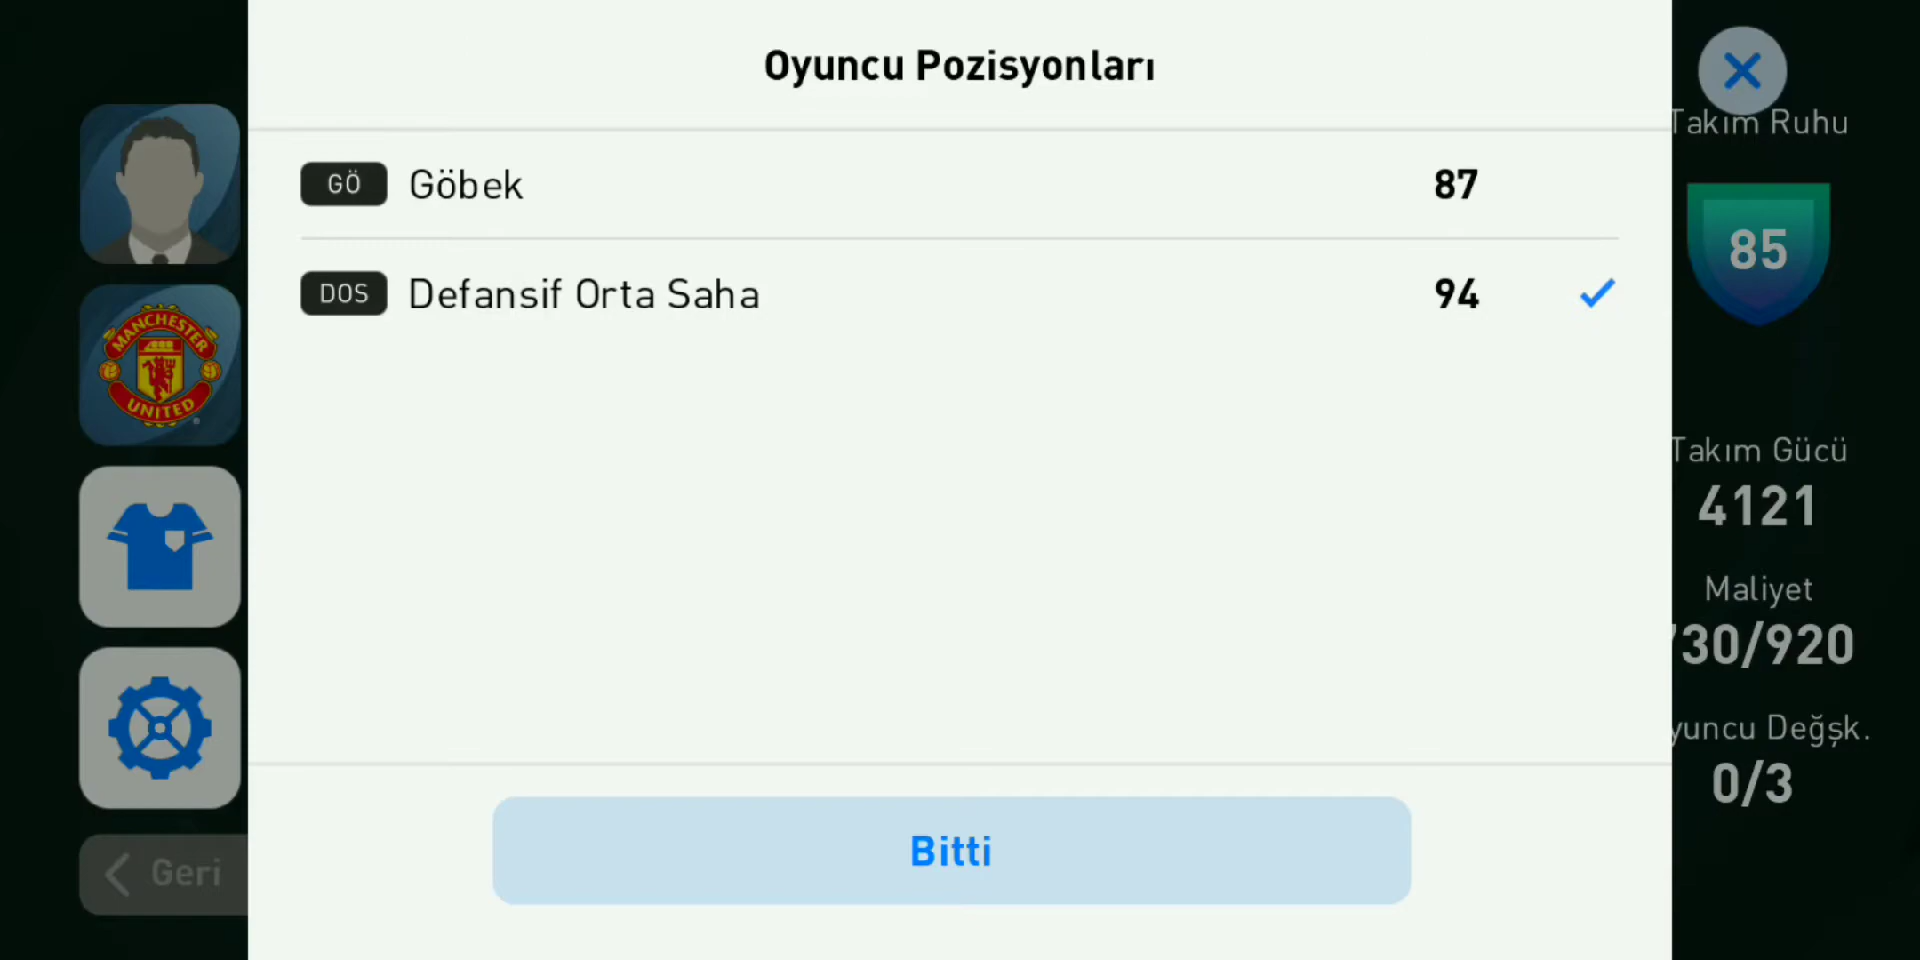 Oyuncu Pozisyonları
GÖ Göbek 87
DOS Defansif Orta Saha 94
Bitti
MANCHESTER
UNITED
Geri
Takım Ruhu
85
Takım Gücü
4121
Maliyet
30/920
yuncu Değşk.
0/3